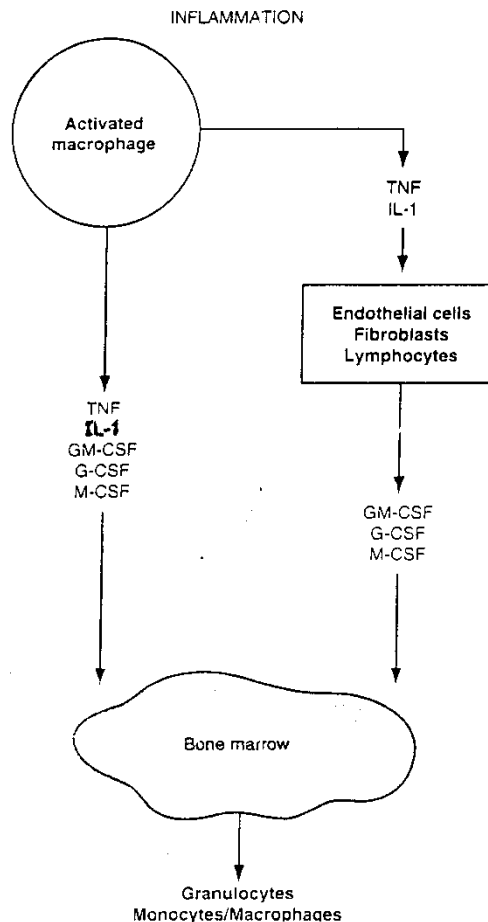 INFLAMMATION
Activated
macrophage
TNF
IL-1
Endothelial cells
Fibroblasts
Lymphocytes
TNF
IL-1
GM-CSF
G-CSF
M-CSF
GM-CSF
G-CSF
M-CSF
Bone marrow
Granulocytes
Monocytes/Macrophages